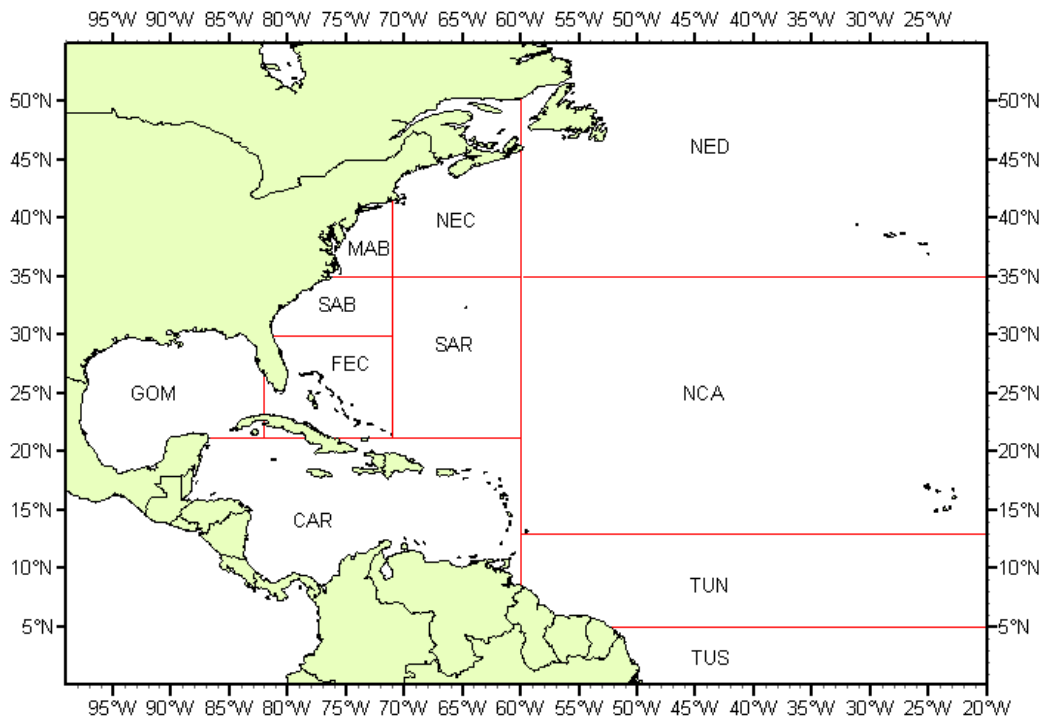 95°W 90°W 85°W 80°W 75°W 70°W 65°W 60°W 55°W 50°W 45°W 40°W 35°W 30°W 25°W
50°N 50°N
NED
45°N 45°N
NEC
40°N 40°N
MAB
35°N 35°N
SAB
SAR
30°N 30°N
FEC
GOM NCA
25°N 25°N
20°N 20°N
15°N 15°N
CAR
10°N 10°N
TUN
5°N 5°N
TUS
95°W 90°W 85°W 80°W 75°W 70°W 65°W 60°W 55°W 50°W 45°W 40°W 35°W 30°W 25°W 20°W